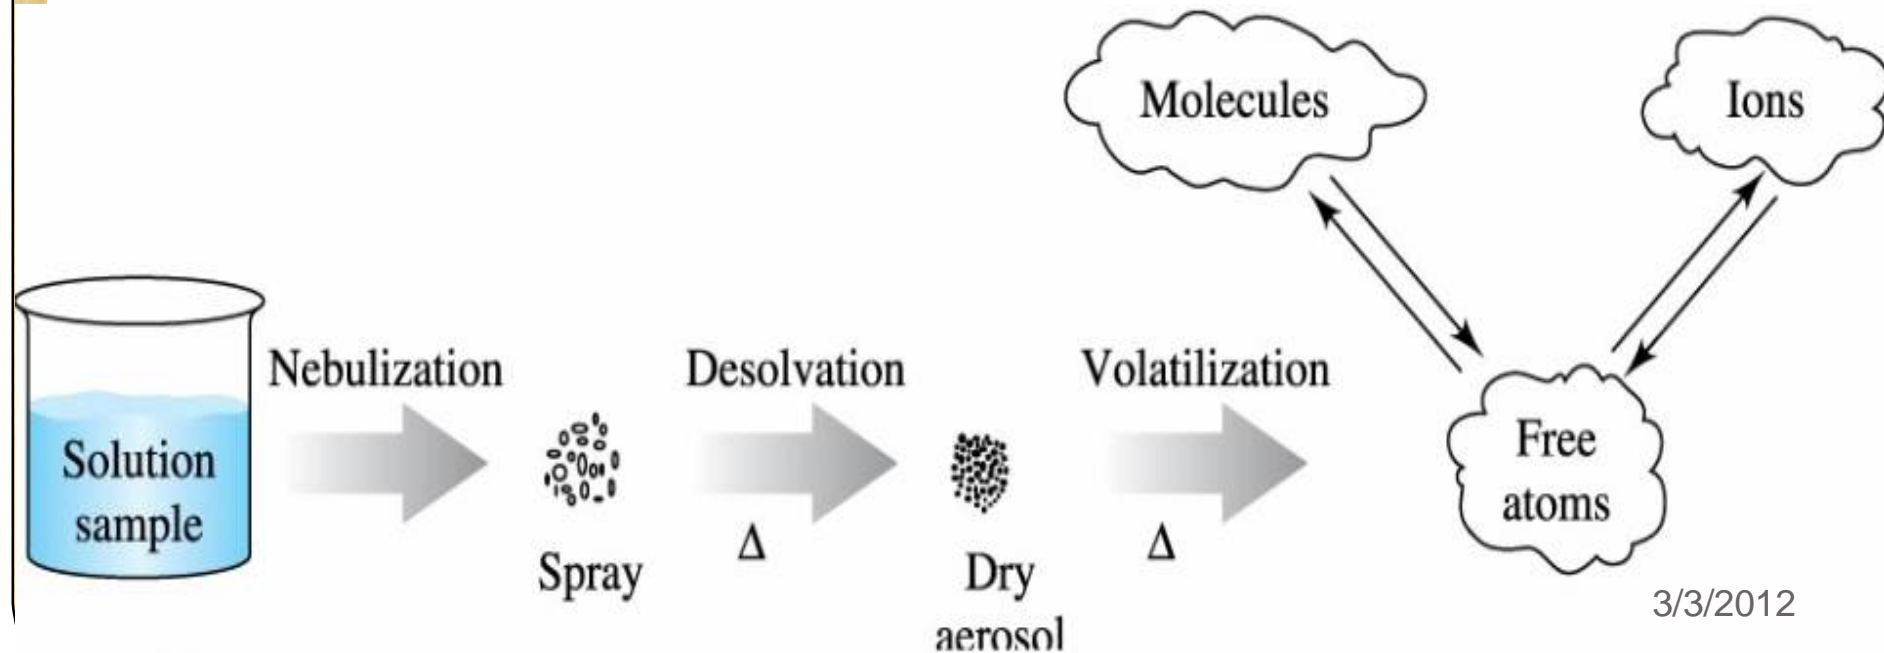 Molecules
Ions
Nebulization
Desolvation
Volatilization
Solution
sample
Free
atoms
Δ
Δ
Spray
Dry
aerosol
3/3/2012